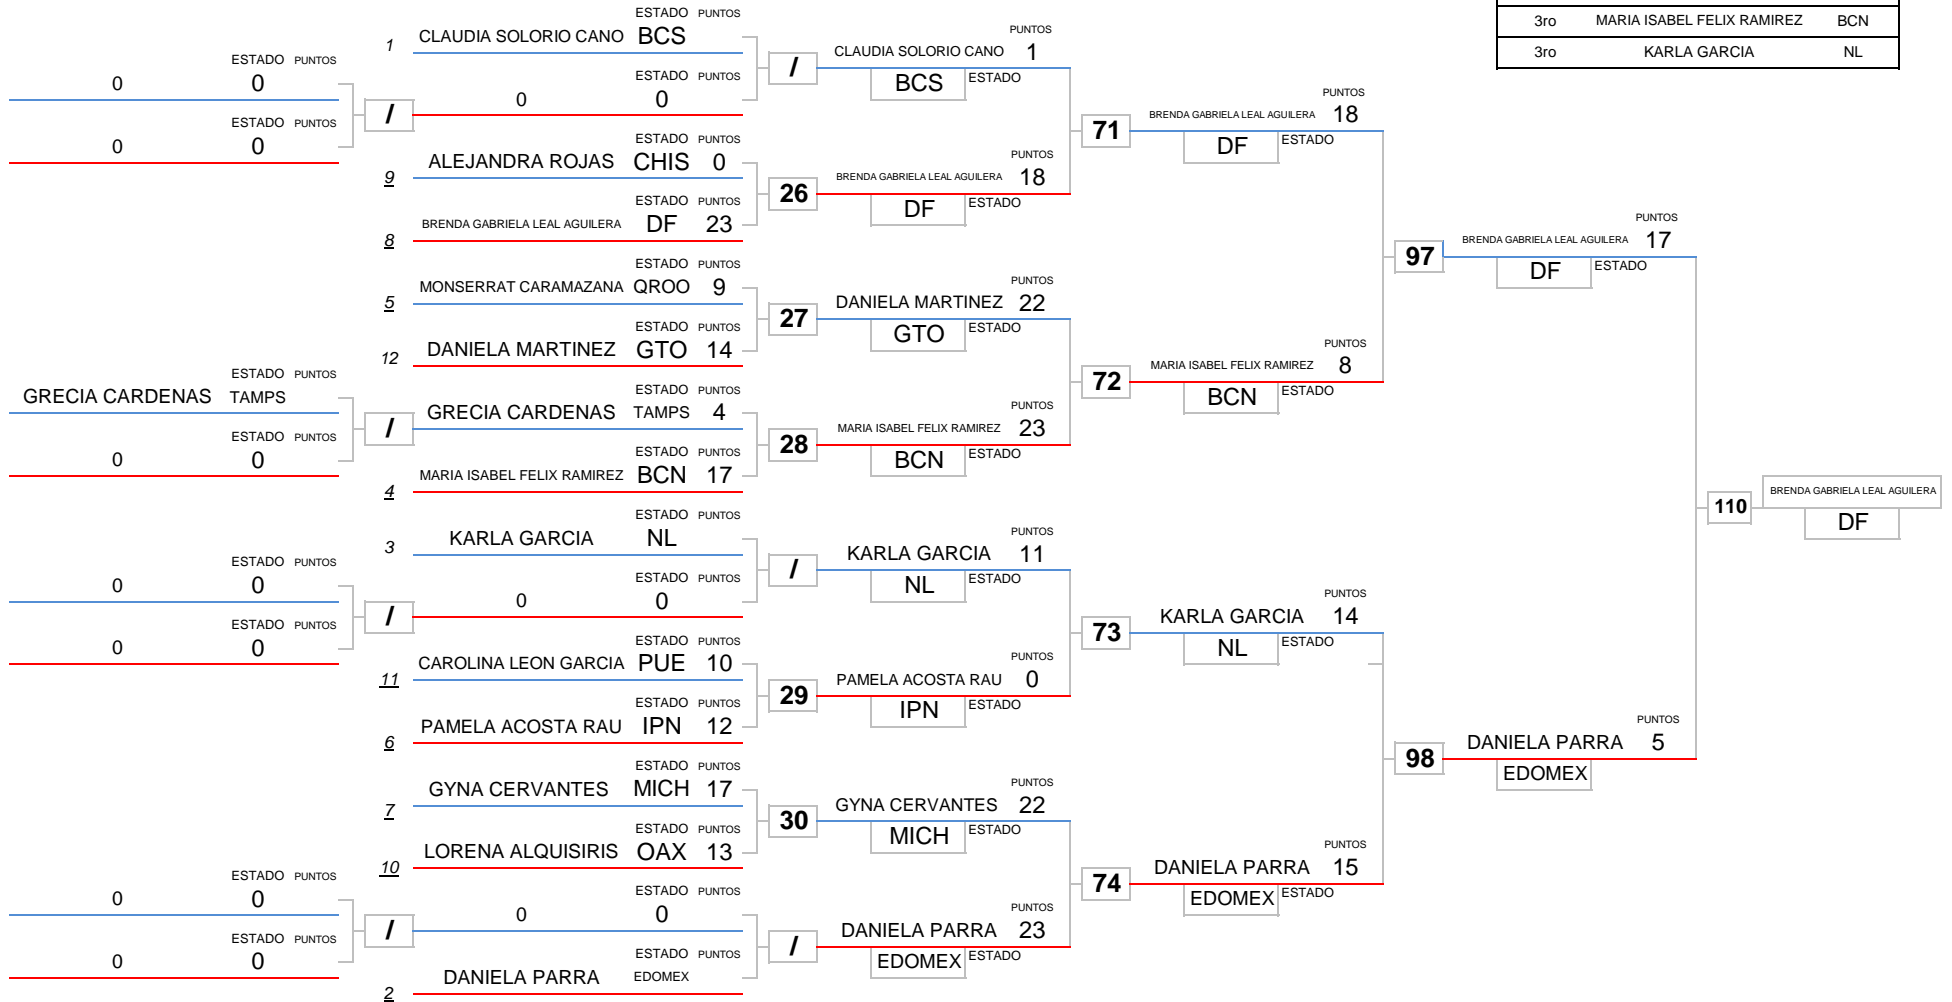 3ro MARIA ISABEL FELIX RAMIREZ BCN
3ro KARLA GARCIA NL
ESTADO PUNTOS
0 0
ESTADO PUNTOS
0 0
/
ESTADO PUNTOS
GRECIA CARDENAS TAMPS
ESTADO PUNTOS
0 0
/
ESTADO PUNTOS
0 0
ESTADO PUNTOS
0 0
/
ESTADO PUNTOS
0 0
ESTADO PUNTOS
0 0
/
ESTADO PUNTOS
1 CLAUDIA SOLORIO CANO BCS
ESTADO PUNTOS
0 0
/
ESTADO PUNTOS
9 ALEJANDRA ROJAS CHIS 0
ESTADO PUNTOS
8 BRENDA GABRIELA LEAL AGUILERA DF 23
26
ESTADO PUNTOS
5 MONSERRAT CARAMAZANA QROO 9
ESTADO PUNTOS
12 DANIELA MARTINEZ GTO 14
27
ESTADO PUNTOS
GRECIA CARDENAS TAMPS 4
ESTADO PUNTOS
4 MARIA ISABEL FELIX RAMIREZ BCN 17
28
ESTADO PUNTOS
3 KARLA GARCIA NL
ESTADO PUNTOS
0 0
/
ESTADO PUNTOS
11 CAROLINA LEON GARCIA PUE 10
ESTADO PUNTOS
6 PAMELA ACOSTA RAU IPN 12
29
ESTADO PUNTOS
7 GYNA CERVANTES MICH 17
ESTADO PUNTOS
10 LORENA ALQUISIRIS OAX 13
30
ESTADO PUNTOS
0 0
ESTADO PUNTOS
2 DANIELA PARRA EDOMEX
/
PUNTOS
CLAUDIA SOLORIO CANO 1
BCS ESTADO
PUNTOS
BRENDA GABRIELA LEAL AGUILERA 18
DF ESTADO
71
PUNTOS
DANIELA MARTINEZ 22
GTO ESTADO
PUNTOS
MARIA ISABEL FELIX RAMIREZ 23
BCN ESTADO
72
PUNTOS
KARLA GARCIA 11
NL ESTADO
PUNTOS
PAMELA ACOSTA RAU 0
IPN ESTADO
73
PUNTOS
GYNA CERVANTES 22
MICH ESTADO
PUNTOS
DANIELA PARRA 23
EDOMEX ESTADO
74
PUNTOS
BRENDA GABRIELA LEAL AGUILERA 18
DF ESTADO
PUNTOS
MARIA ISABEL FELIX RAMIREZ 8
BCN ESTADO
97
PUNTOS
KARLA GARCIA 14
NL ESTADO
PUNTOS
DANIELA PARRA 15
EDOMEX ESTADO
98
PUNTOS
BRENDA GABRIELA LEAL AGUILERA 17
DF ESTADO
PUNTOS
DANIELA PARRA 5
EDOMEX
110
BRENDA GABRIELA LEAL AGUILERA
DF